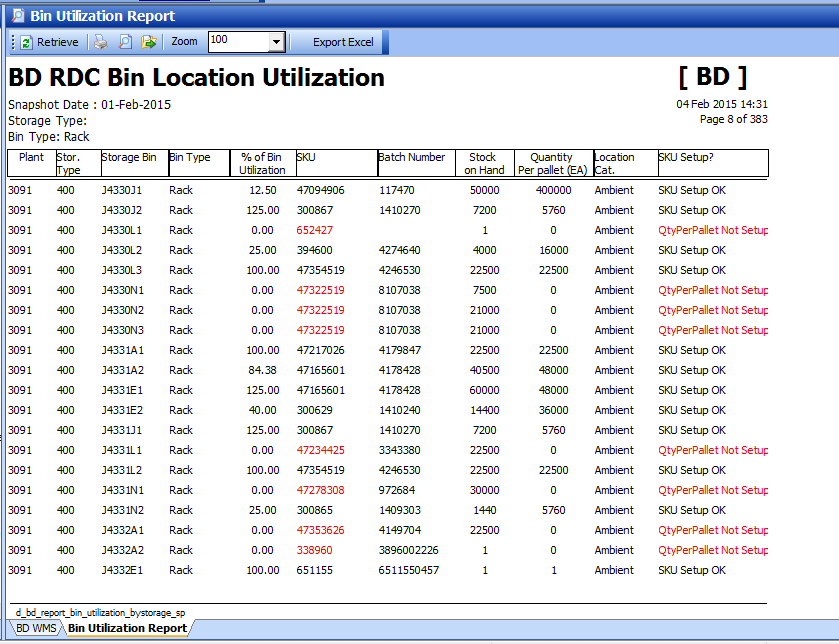 Bin Utilization Report
Retrieve Zoom 100 Export Excel
BD RDC Bin Location Utilization [ BD ]
Snapshot Date : 01-Feb-2015 04 Feb 2015 14:31
Storage Type: Page 8 of 383
Bin Type: Rack
Plant Stor. Type Storage Bin Bin Type % of Bin Utilization SKU Batch Number Stock on Hand Quantity Per pallet (EA) Location Cat. SKU Setup?
3091 400 J4330J1 Rack 12.50 47094906 117470 50000 400000 Ambient SKU Setup OK
3091 400 J4330J2 Rack 125.00 300867 1410270 7200 5760 Ambient SKU Setup OK
3091 400 J4330L1 Rack 0.00 652427 1 0 Ambient QtyPerPallet Not Setup
3091 400 J4330L2 Rack 25.00 394600 4274640 4000 16000 Ambient SKU Setup OK
3091 400 J4330L3 Rack 100.00 47354519 4246530 22500 22500 Ambient SKU Setup OK
3091 400 J4330N1 Rack 0.00 47322519 8107038 7500 0 Ambient QtyPerPallet Not Setup
3091 400 J4330N2 Rack 0.00 47322519 8107038 21000 0 Ambient QtyPerPallet Not Setup
3091 400 J4330N3 Rack 0.00 47322519 8107038 21000 0 Ambient QtyPerPallet Not Setup
3091 400 J4331A1 Rack 100.00 47217026 4179847 22500 22500 Ambient SKU Setup OK
3091 400 J4331A2 Rack 84.38 47165601 4178428 40500 48000 Ambient SKU Setup OK
3091 400 J4331E1 Rack 125.00 47165601 4178428 60000 48000 Ambient SKU Setup OK
3091 400 J4331E2 Rack 40.00 300629 1410240 14400 36000 Ambient SKU Setup OK
3091 400 J4331J1 Rack 125.00 300867 1410270 7200 5760 Ambient SKU Setup OK
3091 400 J4331L1 Rack 0.00 47234425 3343380 22500 0 Ambient QtyPerPallet Not Setup
3091 400 J4331L2 Rack 100.00 47354519 4246530 22500 22500 Ambient SKU Setup OK
3091 400 J4331N1 Rack 0.00 47278308 972684 30000 0 Ambient QtyPerPallet Not Setup
3091 400 J4331N2 Rack 25.00 300865 1409303 1440 5760 Ambient SKU Setup OK
3091 400 J4332A1 Rack 0.00 47353626 4149704 22500 0 Ambient QtyPerPallet Not Setup
3091 400 J4332A2 Rack 0.00 338960 3896002226 1 0 Ambient QtyPerPallet Not Setup
3091 400 J4332E1 Rack 100.00 651155 6511550457 1 1 Ambient SKU Setup OK
d_bd_report_bin_utilization_bystorage_sp
BD WMS Bin Utilization Report